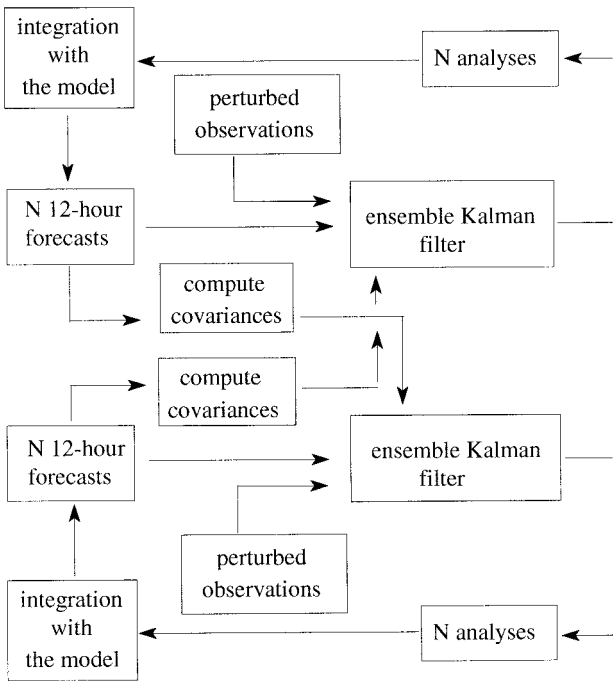 integration
with
the model
N analyses
perturbed
observations
N 12-hour
forecasts
ensemble Kalman
filter
compute
covariances
compute
covariances
N 12-hour
forecasts
ensemble Kalman
filter
perturbed
observations
integration
with
the model
N analyses